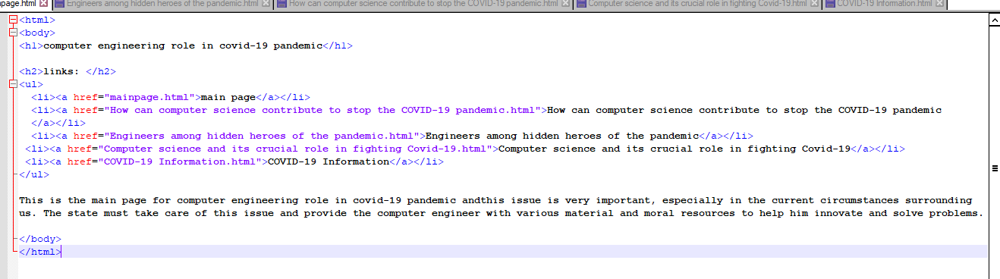 page.html Engineers among hidden heroes of the pandemic.html How can computer science contribute to stop the COVID-19 pandemic.html Computer science and its crucial role in fighting Covid-19.html COVID-19 Information.html
<html>
<body>
<h1>computer engineering role in covid-19 pandemic</h1>
<h2>links: </h2>
<ul>
<li><a href="mainpage.html">main page</a></li>
<li><a href="How can computer science contribute to stop the COVID-19 pandemic.html">How can computer science contribute to stop the COVID-19 pandemic
</a></li>
<li><a href="Engineers among hidden heroes of the pandemic.html">Engineers among hidden heroes of the pandemic</a></li>
<li><a href="Computer science and its crucial role in fighting Covid-19.html">Computer science and its crucial role in fighting Covid-19</a></li>
<li><a href="COVID-19 Information.html">COVID-19 Information</a></li>
</ul>
This is the main page for computer engineering role in covid-19 pandemic andthis issue is very important, especially in the current circumstances surrounding
us. The state must take care of this issue and provide the computer engineer with various material and moral resources to help him innovate and solve problems.
</body>
</html>